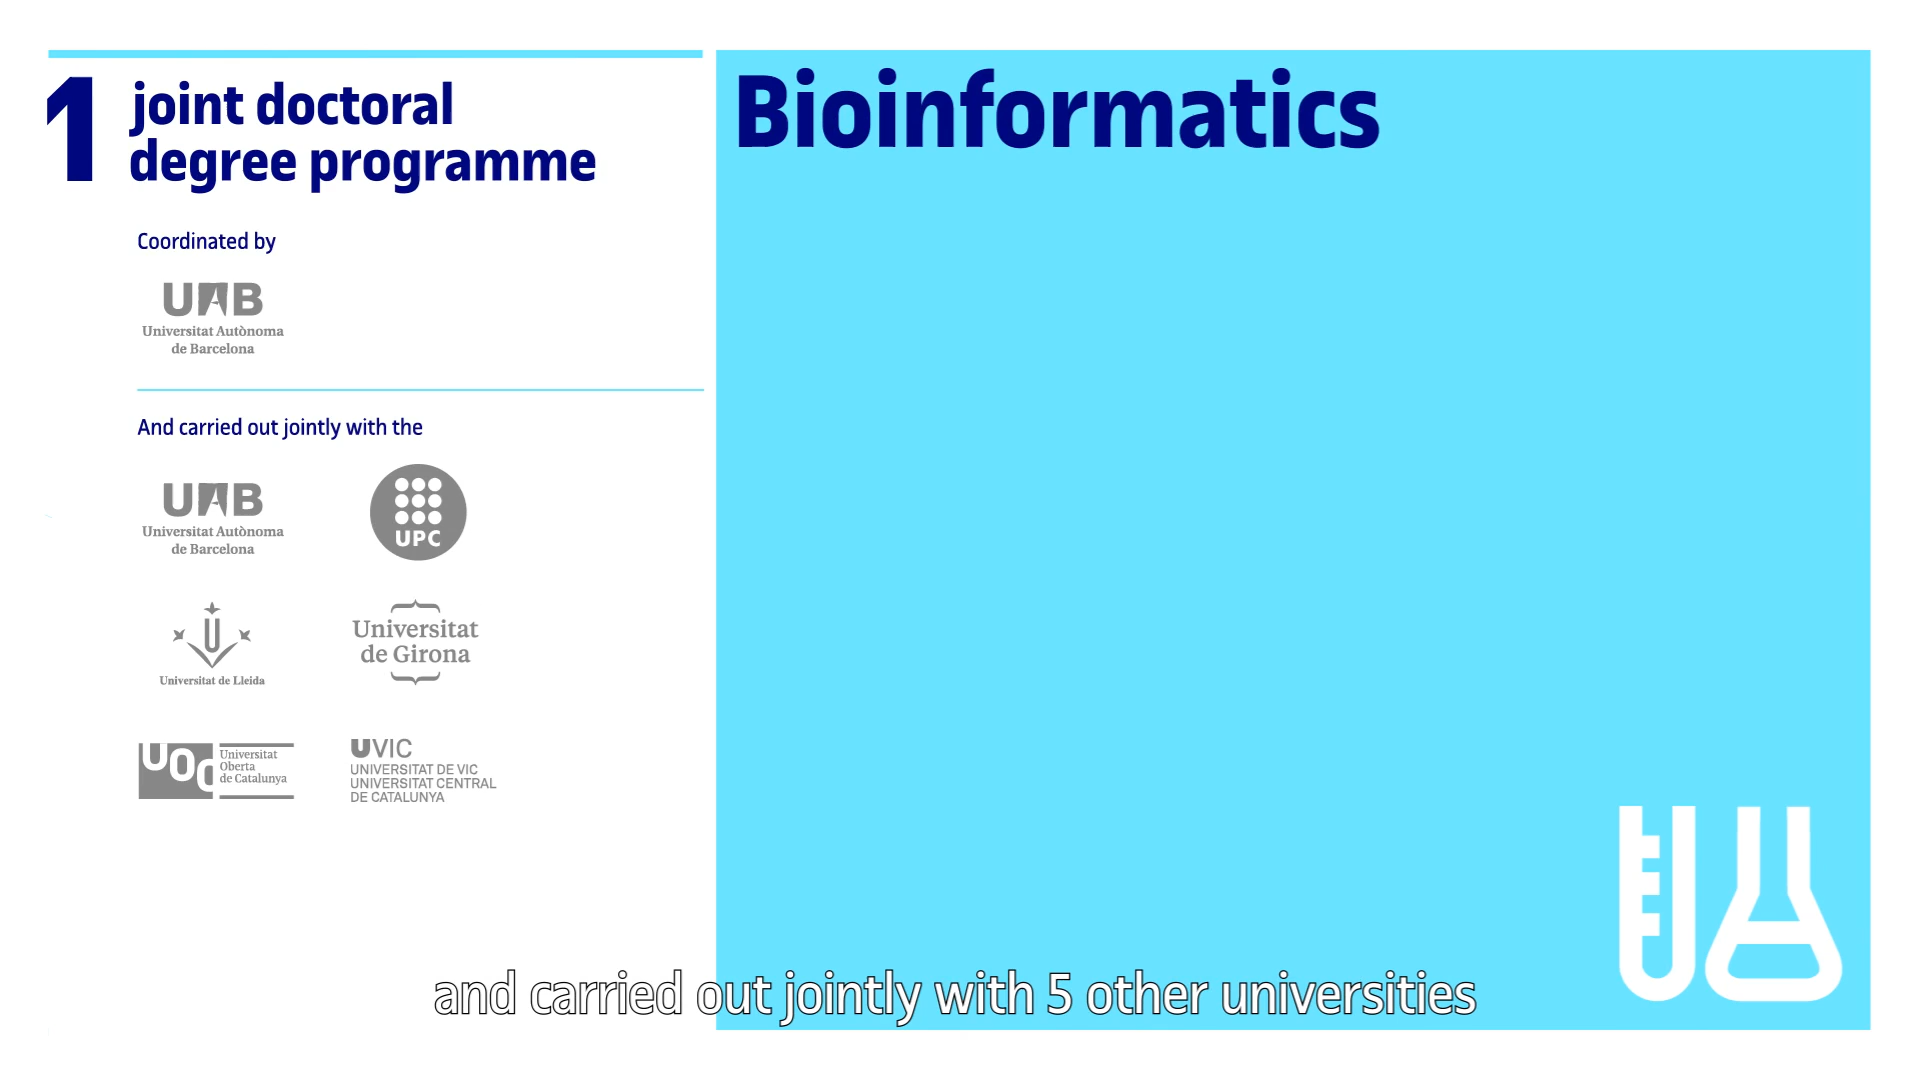 1 joint doctoral
degree programme
Coordinated by
UAB
Universitat Autònoma
de Barcelona
And carried out jointly with the
UAB
Universitat Autònoma
de Barcelona
UPC
U
Universitat de Lleida
Universitat
de Girona
UOC
Universitat
Oberta
de Catalunya
UVIC
UNIVERSITAT DE VIC
UNIVERSITAT CENTRAL
DE CATALUNYA
Bioinformatics
and carried out jointly with 5 other universities